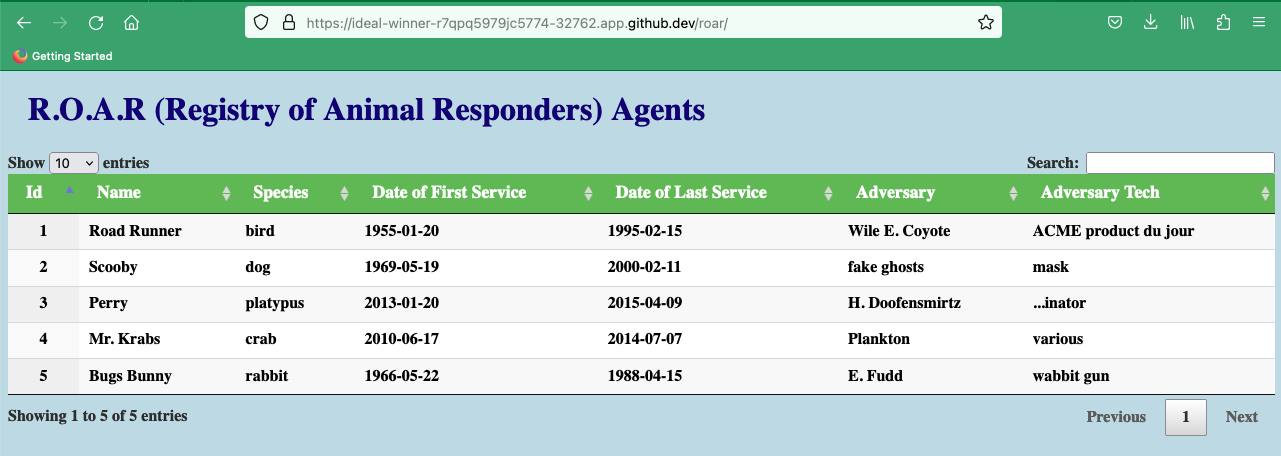 https://ideal-winner-r7qpq5979jc5774-32762.app.github.dev/roar/
Getting Started
R.O.A.R (Registry of Animal Responders) Agents
Show 10 entries Search:
Id Name Species Date of First Service Date of Last Service Adversary Adversary Tech
1 Road Runner bird 1955-01-20 1995-02-15 Wile E. Coyote ACME product du jour
2 Scooby dog 1969-05-19 2000-02-11 fake ghosts mask
3 Perry platypus 2013-01-20 2015-04-09 H. Doofensmirtz ...inator
4 Mr. Krabs crab 2010-06-17 2014-07-07 Plankton various
5 Bugs Bunny rabbit 1966-05-22 1988-04-15 E. Fudd wabbit gun
Showing 1 to 5 of 5 entries Previous 1 Next